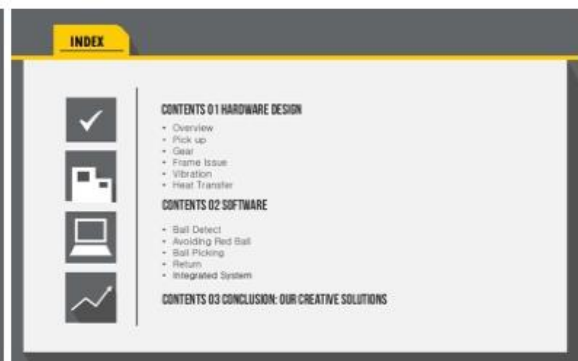 INDEX
CONTENTS 01 HARDWARE DESIGN
• Overview
• Pick up
• Gear
• Frame Issue
• Vibration
• Heat Transfer
CONTENTS 02 SOFTWARE
• Ball Detect
• Avoiding Red Ball
• Ball Picking
• Return
• Integrated System
CONTENTS 03 CONCLUSION: OUR CREATIVE SOLUTIONS